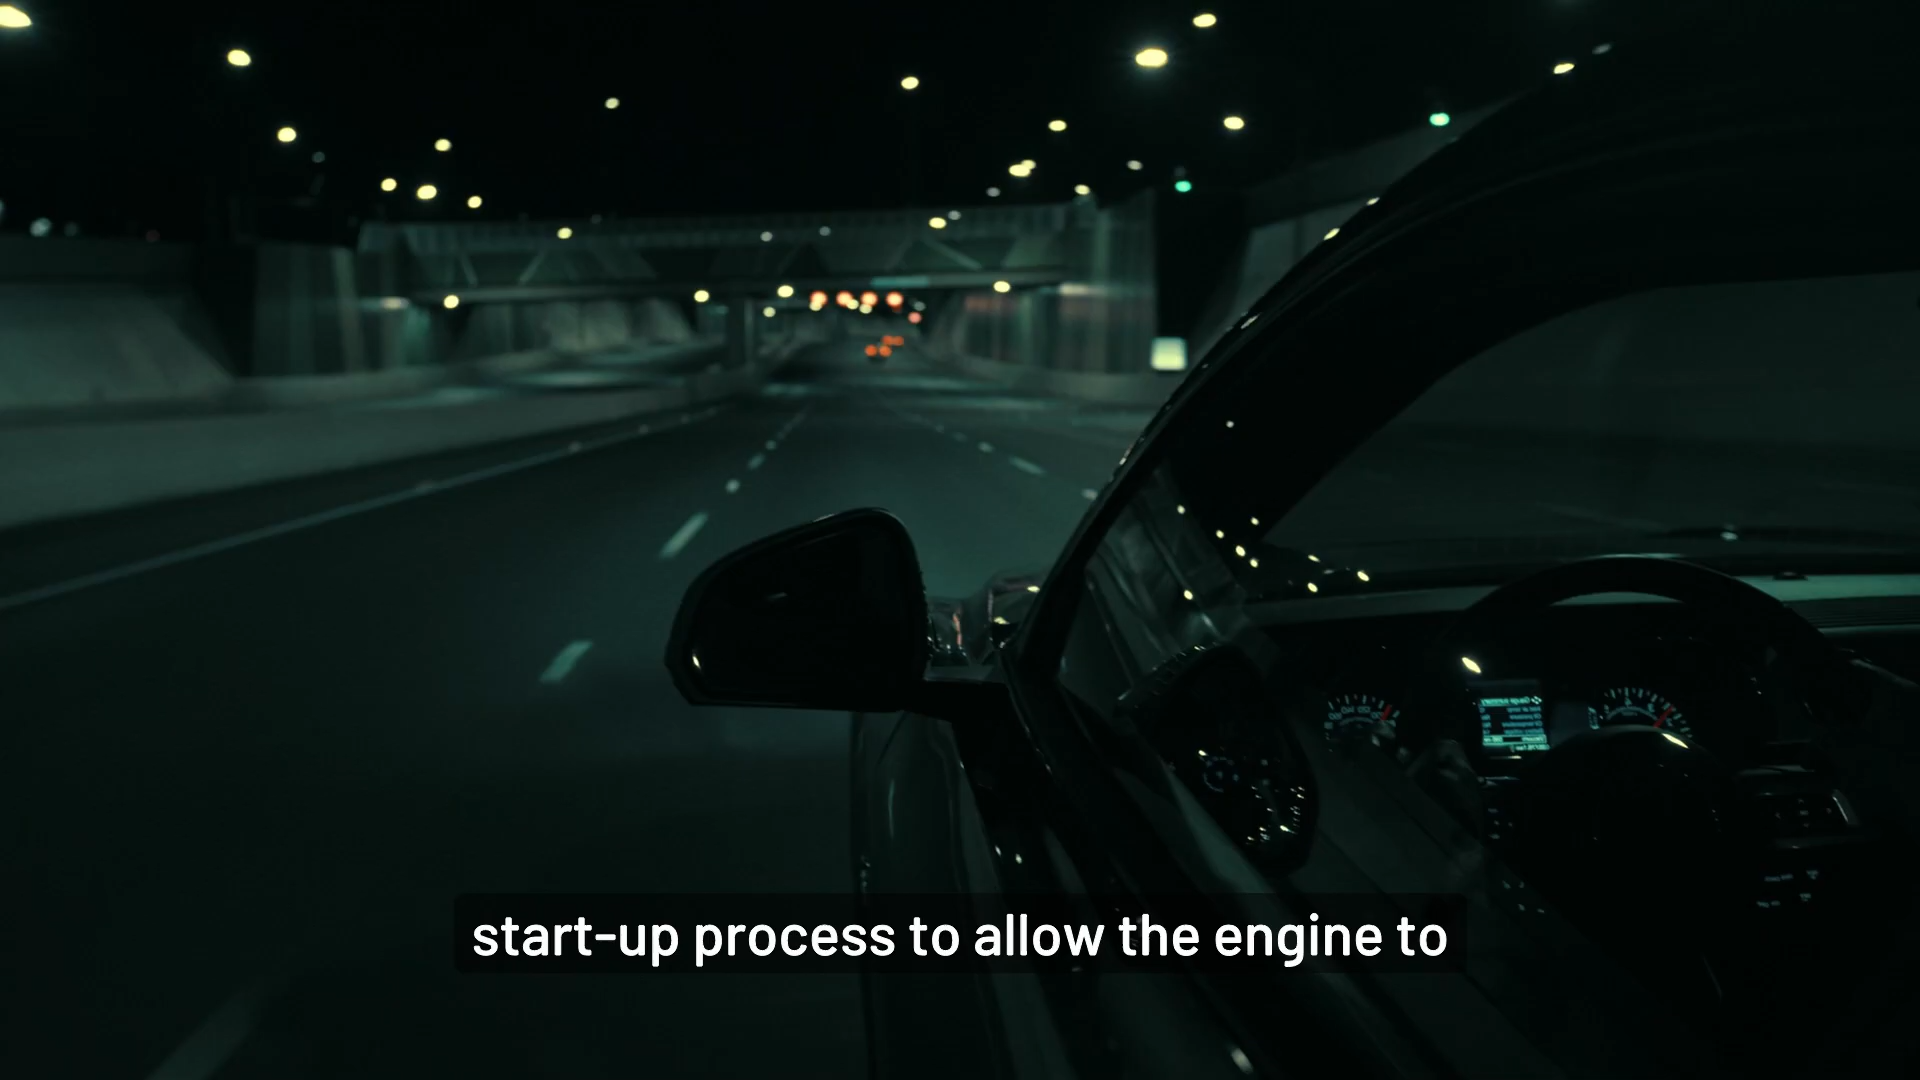 start-up process to allow the engine to